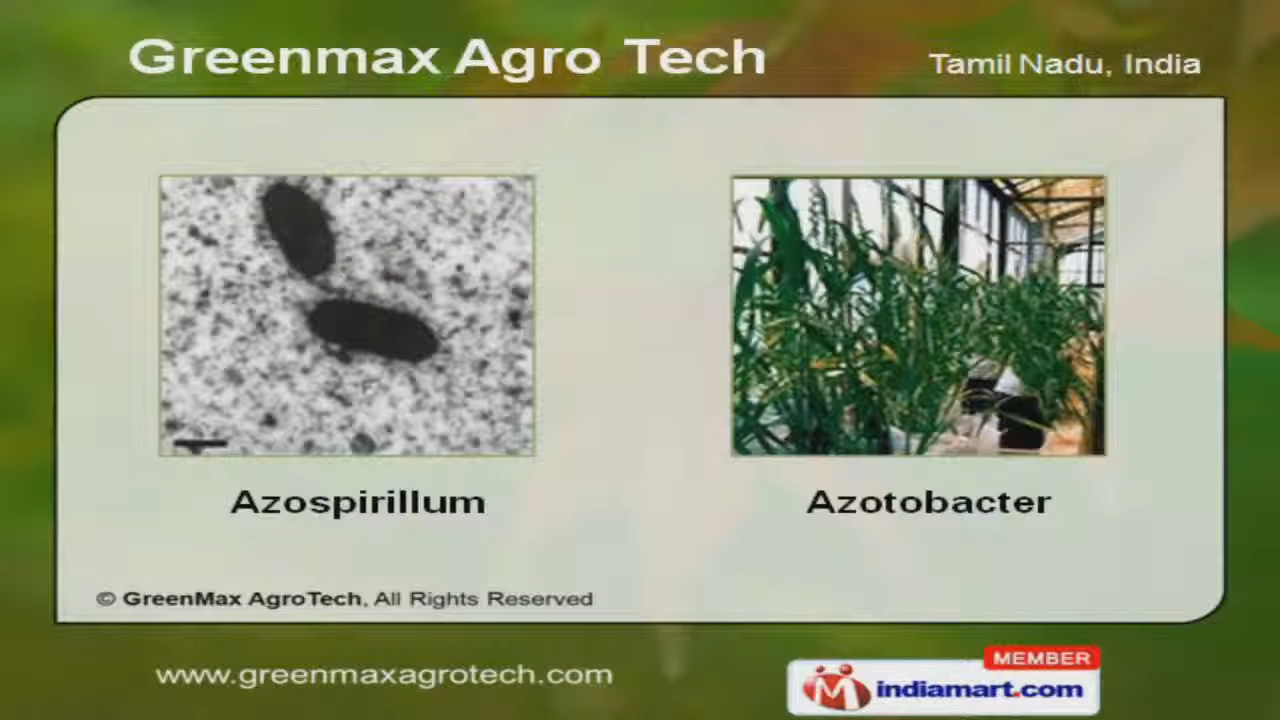 Greenmax Agro Tech
Tamil Nadu, India
Azospirillum
Azotobacter
© GreenMax AgroTech, All Rights Reserved
www.greenmaxagrotech.com
MEMBER
indiamart.com